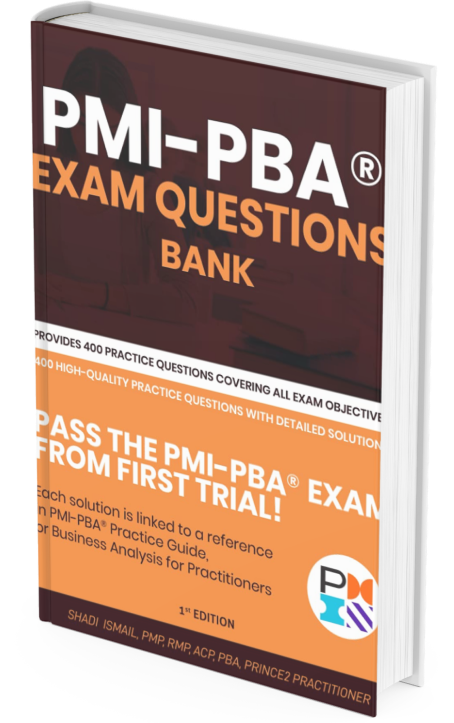 PMI-PBA®
EXAM QUESTIONS
BANK
PROVIDES 400 PRACTICE QUESTIONS COVERING ALL EXAM OBJECTIVE
400 HIGH-QUALITY PRACTICE QUESTIONS WITH DETAILED SOLUTION
PASS THE PMI-PBA® EXAM
FROM FIRST TRIAL!
Each solution is linked to a reference
in PMI-PBA® Practice Guide,
or Business Analysis for Practitioners
1st EDITION
SHADI ISMAIL, PMP, RMP, ACP, PBA, PRINCE2 PRACTITIONER